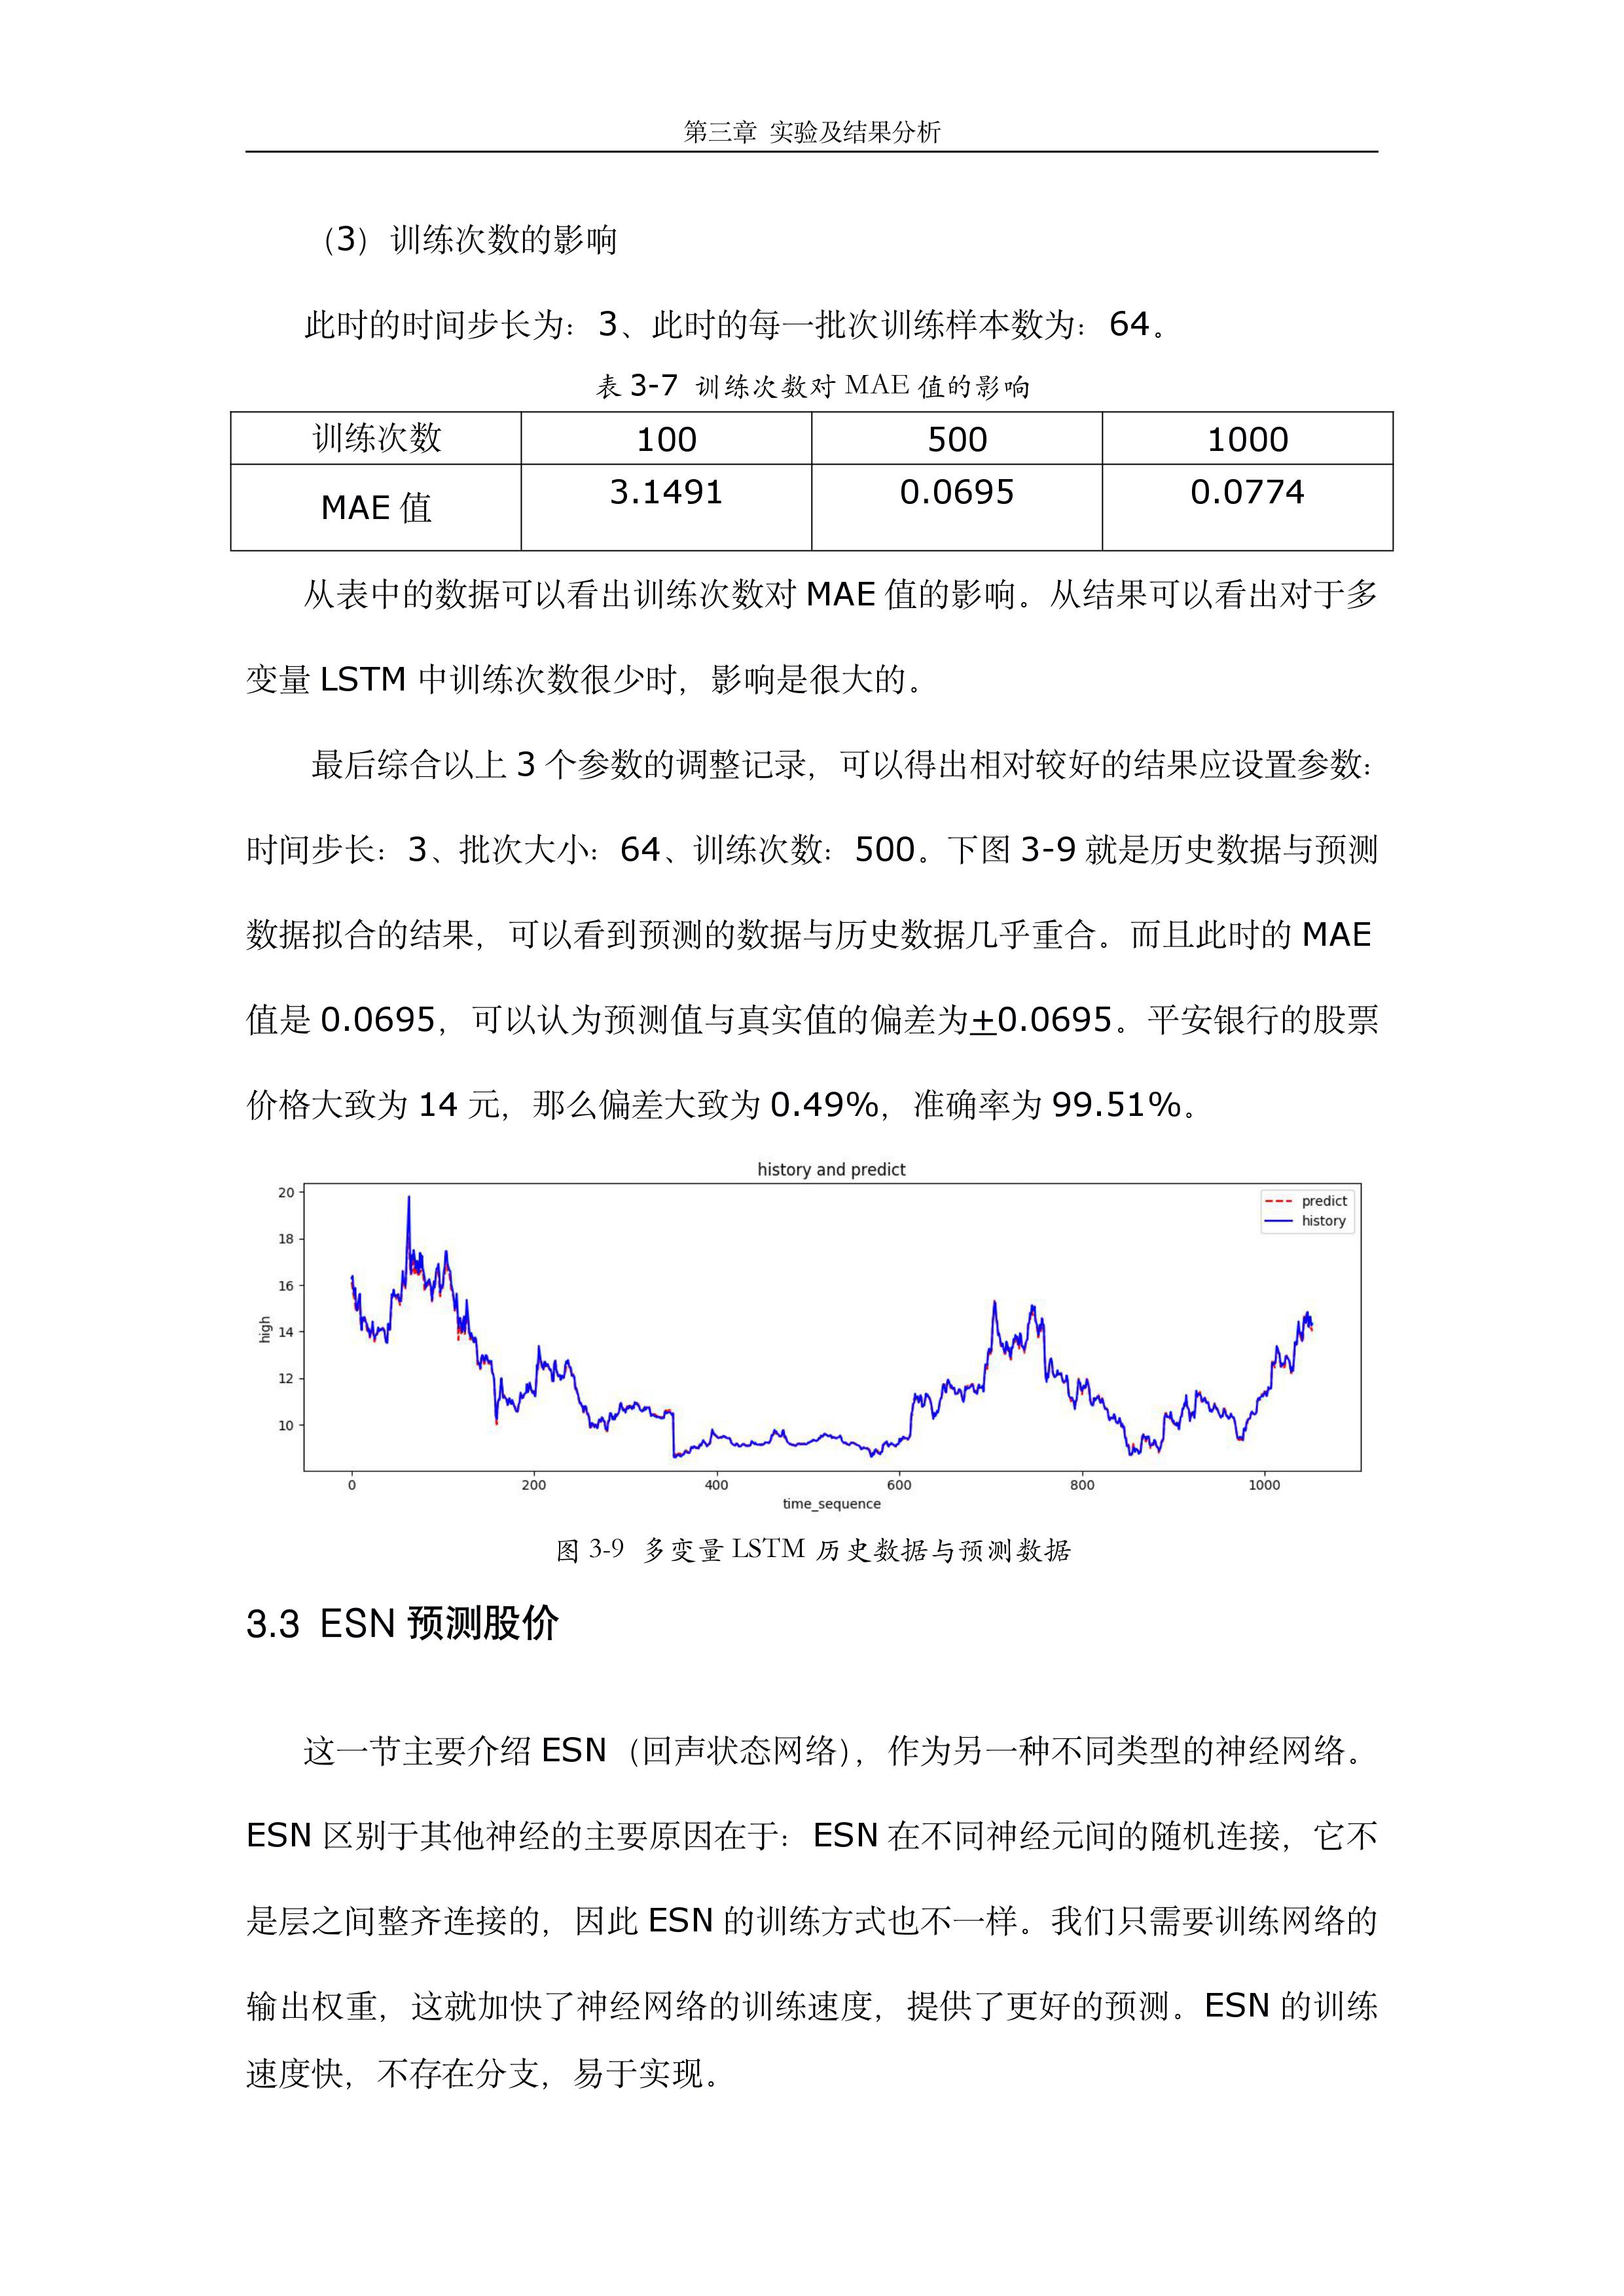 第三章 实验及结果分析
（3）训练次数的影响
此时的时间步长为：3、此时的每一批次训练样本数为：64。
表 3-7 训练次数对 MAE 值的影响
训练次数 100 500 1000
MAE 值 3.1491 0.0695 0.0774
从表中的数据可以看出训练次数对 MAE 值的影响。从结果可以看出对于多
变量 LSTM 中训练次数很少时，影响是很大的。
最后综合以上 3 个参数的调整记录，可以得出相对较好的结果应设置参数：
时间步长：3、批次大小：64、训练次数：500。下图 3-9 就是历史数据与预测
数据拟合的结果，可以看到预测的数据与历史数据几乎重合。而且此时的 MAE
值是 0.0695，可以认为预测值与真实值的偏差为±0.0695。平安银行的股票
价格大致为 14 元，那么偏差大致为 0.49%，准确率为 99.51%。
history and predict
predict
history
high
20
18
16
14
12
10
0 200 400 600 800 1000
time_sequence
图 3-9 多变量 LSTM 历史数据与预测数据
3.3 ESN 预测股价
这一节主要介绍 ESN（回声状态网络），作为另一种不同类型的神经网络。
ESN 区别于其他神经的主要原因在于：ESN 在不同神经元间的随机连接，它不
是层之间整齐连接的，因此 ESN 的训练方式也不一样。我们只需要训练网络的
输出权重，这就加快了神经网络的训练速度，提供了更好的预测。ESN 的训练
速度快，不存在分支，易于实现。